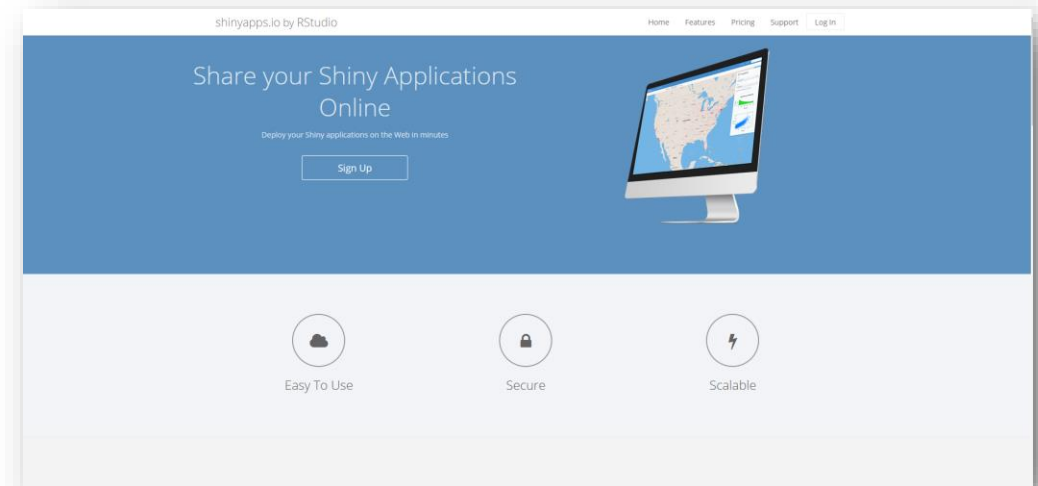 shinyapps.io by RStudio
Home Features Pricing Support Log In
Share your Shiny Applications
Online
Deploy your Shiny applications on the Web in minutes
Sign Up
Easy To Use Secure Scalable